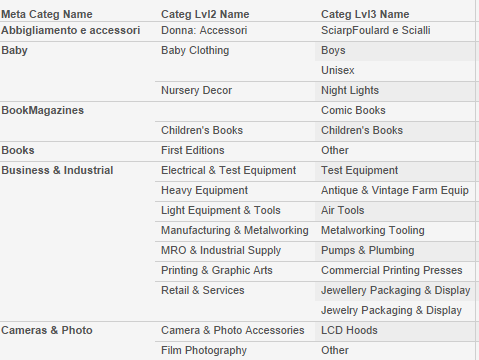 Meta Categ Name Categ Lvl2 Name Categ Lvl3 Name
Abbigliamento e accessori Donna: Accessori SciarpFoulard e Scialli
Baby Baby Clothing Boys
Unisex
Nursery Decor Night Lights
BookMagazines Comic Books
Children's Books Children's Books
Books First Editions Other
Business & Industrial Electrical & Test Equipment Test Equipment
Heavy Equipment Antique & Vintage Farm Equip
Light Equipment & Tools Air Tools
Manufacturing & Metalworking Metalworking Tooling
MRO & Industrial Supply Pumps & Plumbing
Printing & Graphic Arts Commercial Printing Presses
Retail & Services Jewellery Packaging & Display
Jewelry Packaging & Display
Cameras & Photo Camera & Photo Accessories LCD Hoods
Film Photography Other